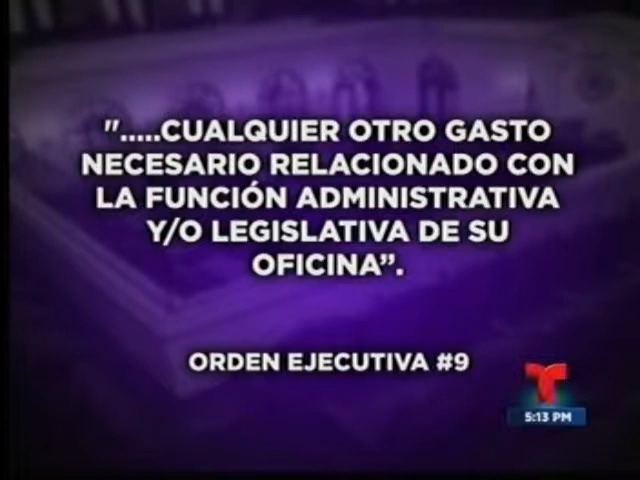 ".....CUALQUIER OTRO GASTO
NECESARIO RELACIONADO CON
LA FUNCIÓN ADMINISTRATIVA
Y/O LEGISLATIVA DE SU
OFICINA”.
ORDEN EJECUTIVA #9
5:13 PM